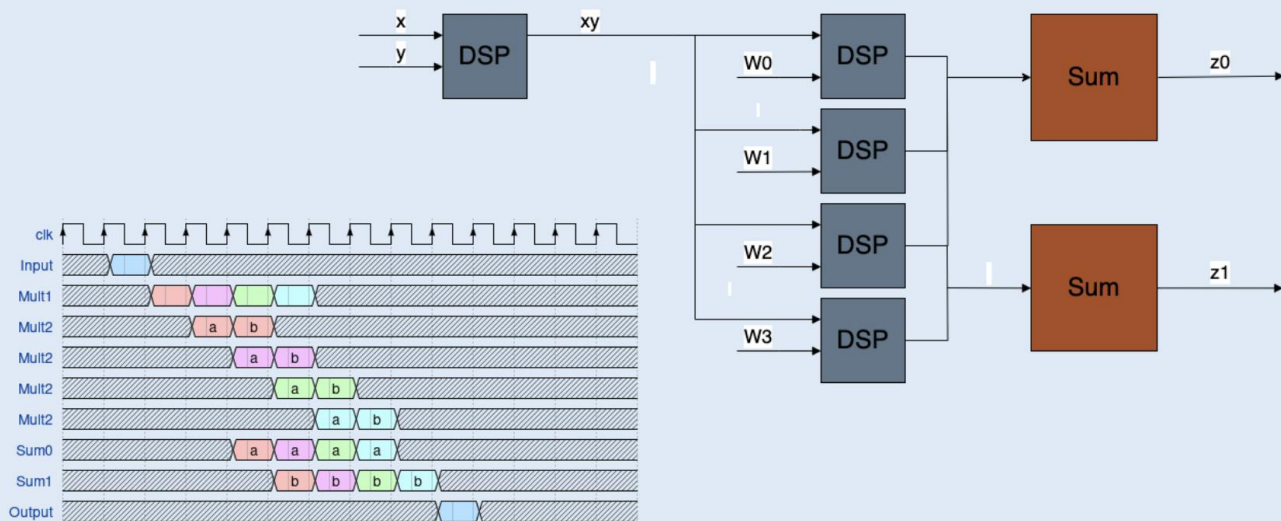 x
y
DSP
xy
W0
DSP
Sum
z0
W1
DSP
W2
DSP
Sum
z1
W3
DSP
clk
Input
Mult1
Mult2 a b
Mult2 a b
Mult2 a b
Mult2 a b
Sum0 a a a a
Sum1 b b b b
Output